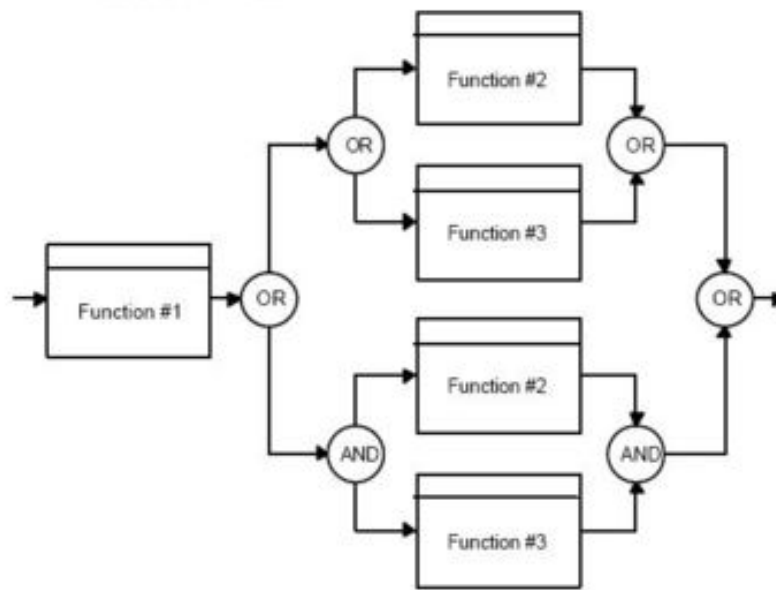 Function #2
OR
OR
Function #3
Function #1
OR
OR
Function #2
AND
AND
Function #3